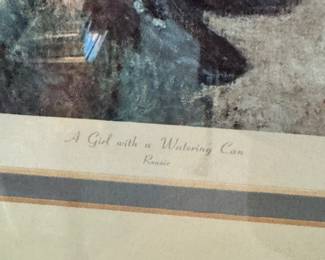 A Girl with a Watering Can
Renoir